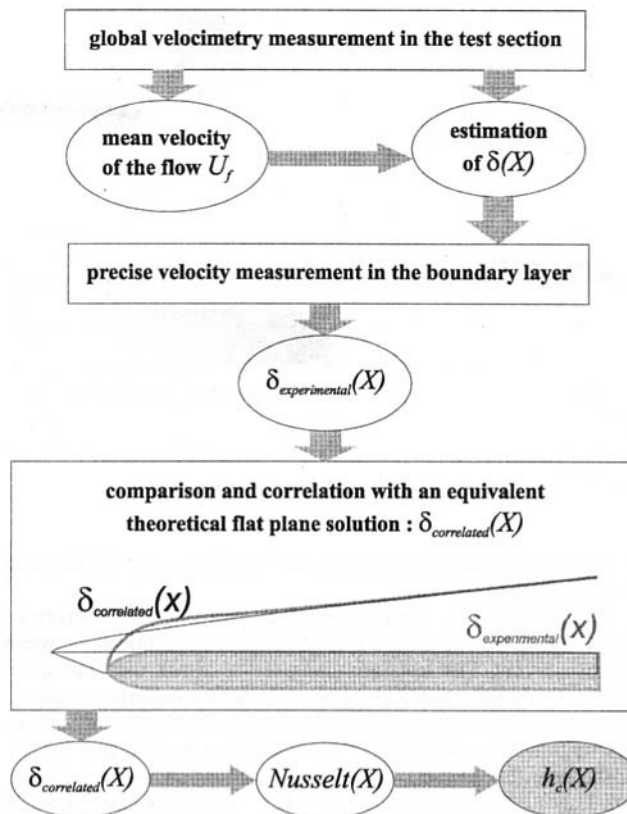 global velocimetry measurement in the test section
mean velocity
of the flow U_f
estimation
of δ(X)
precise velocity measurement in the boundary layer
δ_experimental(X)
comparison and correlation with an equivalent
theoretical flat plane solution : δ_correlated(X)
δ_correlated(x)
δ_experimental(x)
δ_correlated(X)
Nusselt(X)
h_c(X)